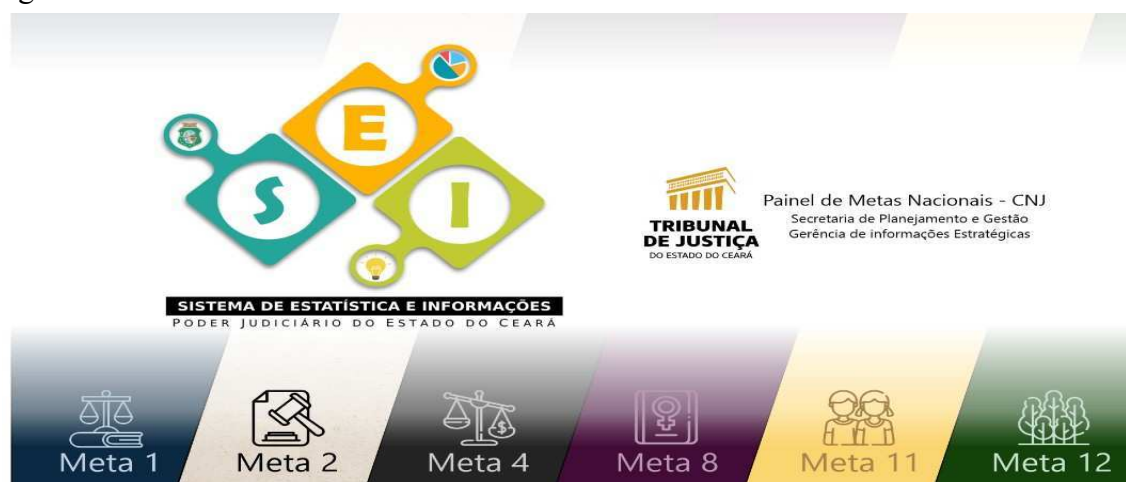 E
S
I
SISTEMA DE ESTATÍSTICA E INFORMAÇÕES
PODER JUDICIÁRIO DO ESTADO DO CEARÁ
TRIBUNAL
DE JUSTIÇA
DO ESTADO DO CEARÁ
Painel de Metas Nacionais - CNJ
Secretaria de Planejamento e Gestão
Gerência de informações Estratégicas
Meta 1
Meta 2
Meta 4
Meta 8
Meta 11
Meta 12